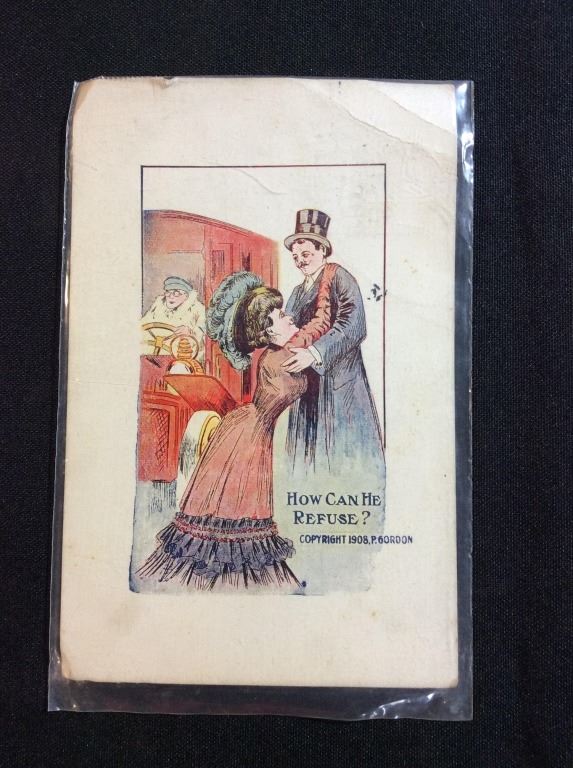 How Can He
Refuse?
COPYRIGHT 1908, P. GORDON